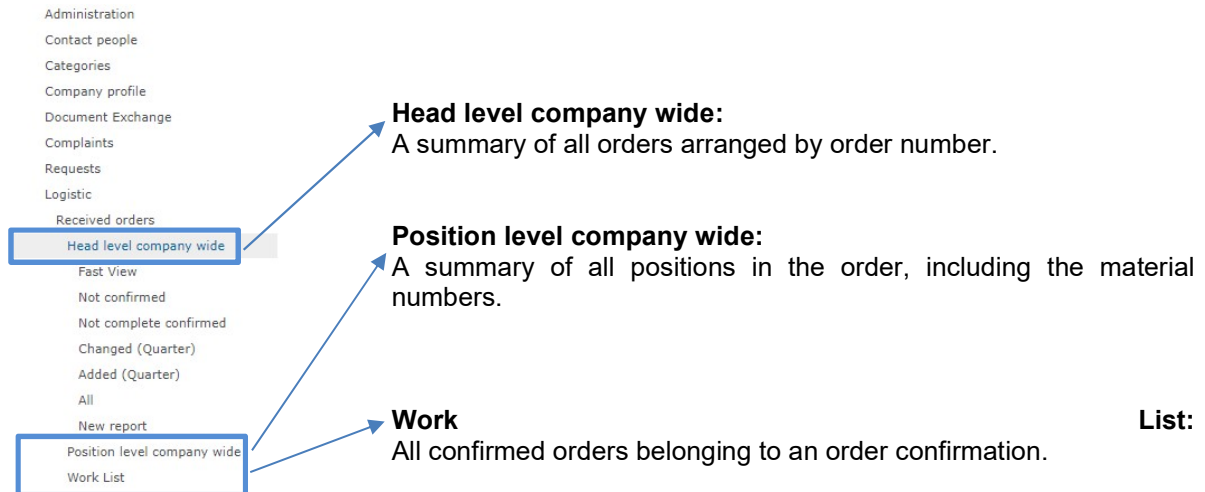 Administration
Contact people
Categories
Company profile
Document Exchange
Complaints
Requests
Logistic
Received orders
Head level company wide
Fast View
Not confirmed
Not complete confirmed
Changed (Quarter)
Added (Quarter)
All
New report
Position level company wide
Work List
Head level company wide:
A summary of all orders arranged by order number.
Position level company wide:
A summary of all positions in the order, including the material
numbers.
Work List:
All confirmed orders belonging to an order confirmation.